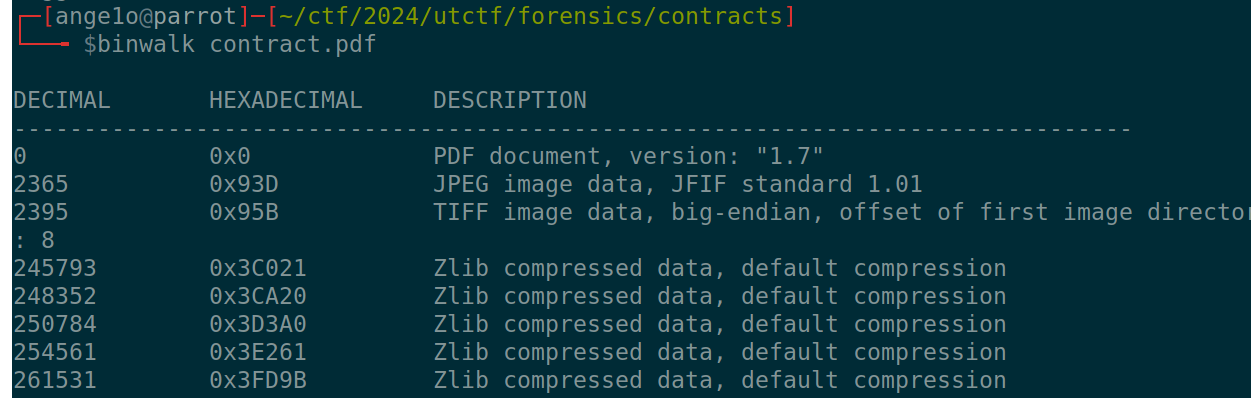 [ange1o@parrot]─[~/ctf/2024/utctf/forensics/contracts]
$binwalk contract.pdf
DECIMAL       HEXADECIMAL     DESCRIPTION
--------------------------------------------------------------------------------
0             0x0             PDF document, version: "1.7"
2365          0x93D           JPEG image data, JFIF standard 1.01
2395          0x95B           TIFF image data, big-endian, offset of first image director
: 8
245793        0x3C021         Zlib compressed data, default compression
248352        0x3CA20         Zlib compressed data, default compression
250784        0x3D3A0         Zlib compressed data, default compression
254561        0x3E261         Zlib compressed data, default compression
261531        0x3FD9B         Zlib compressed data, default compression